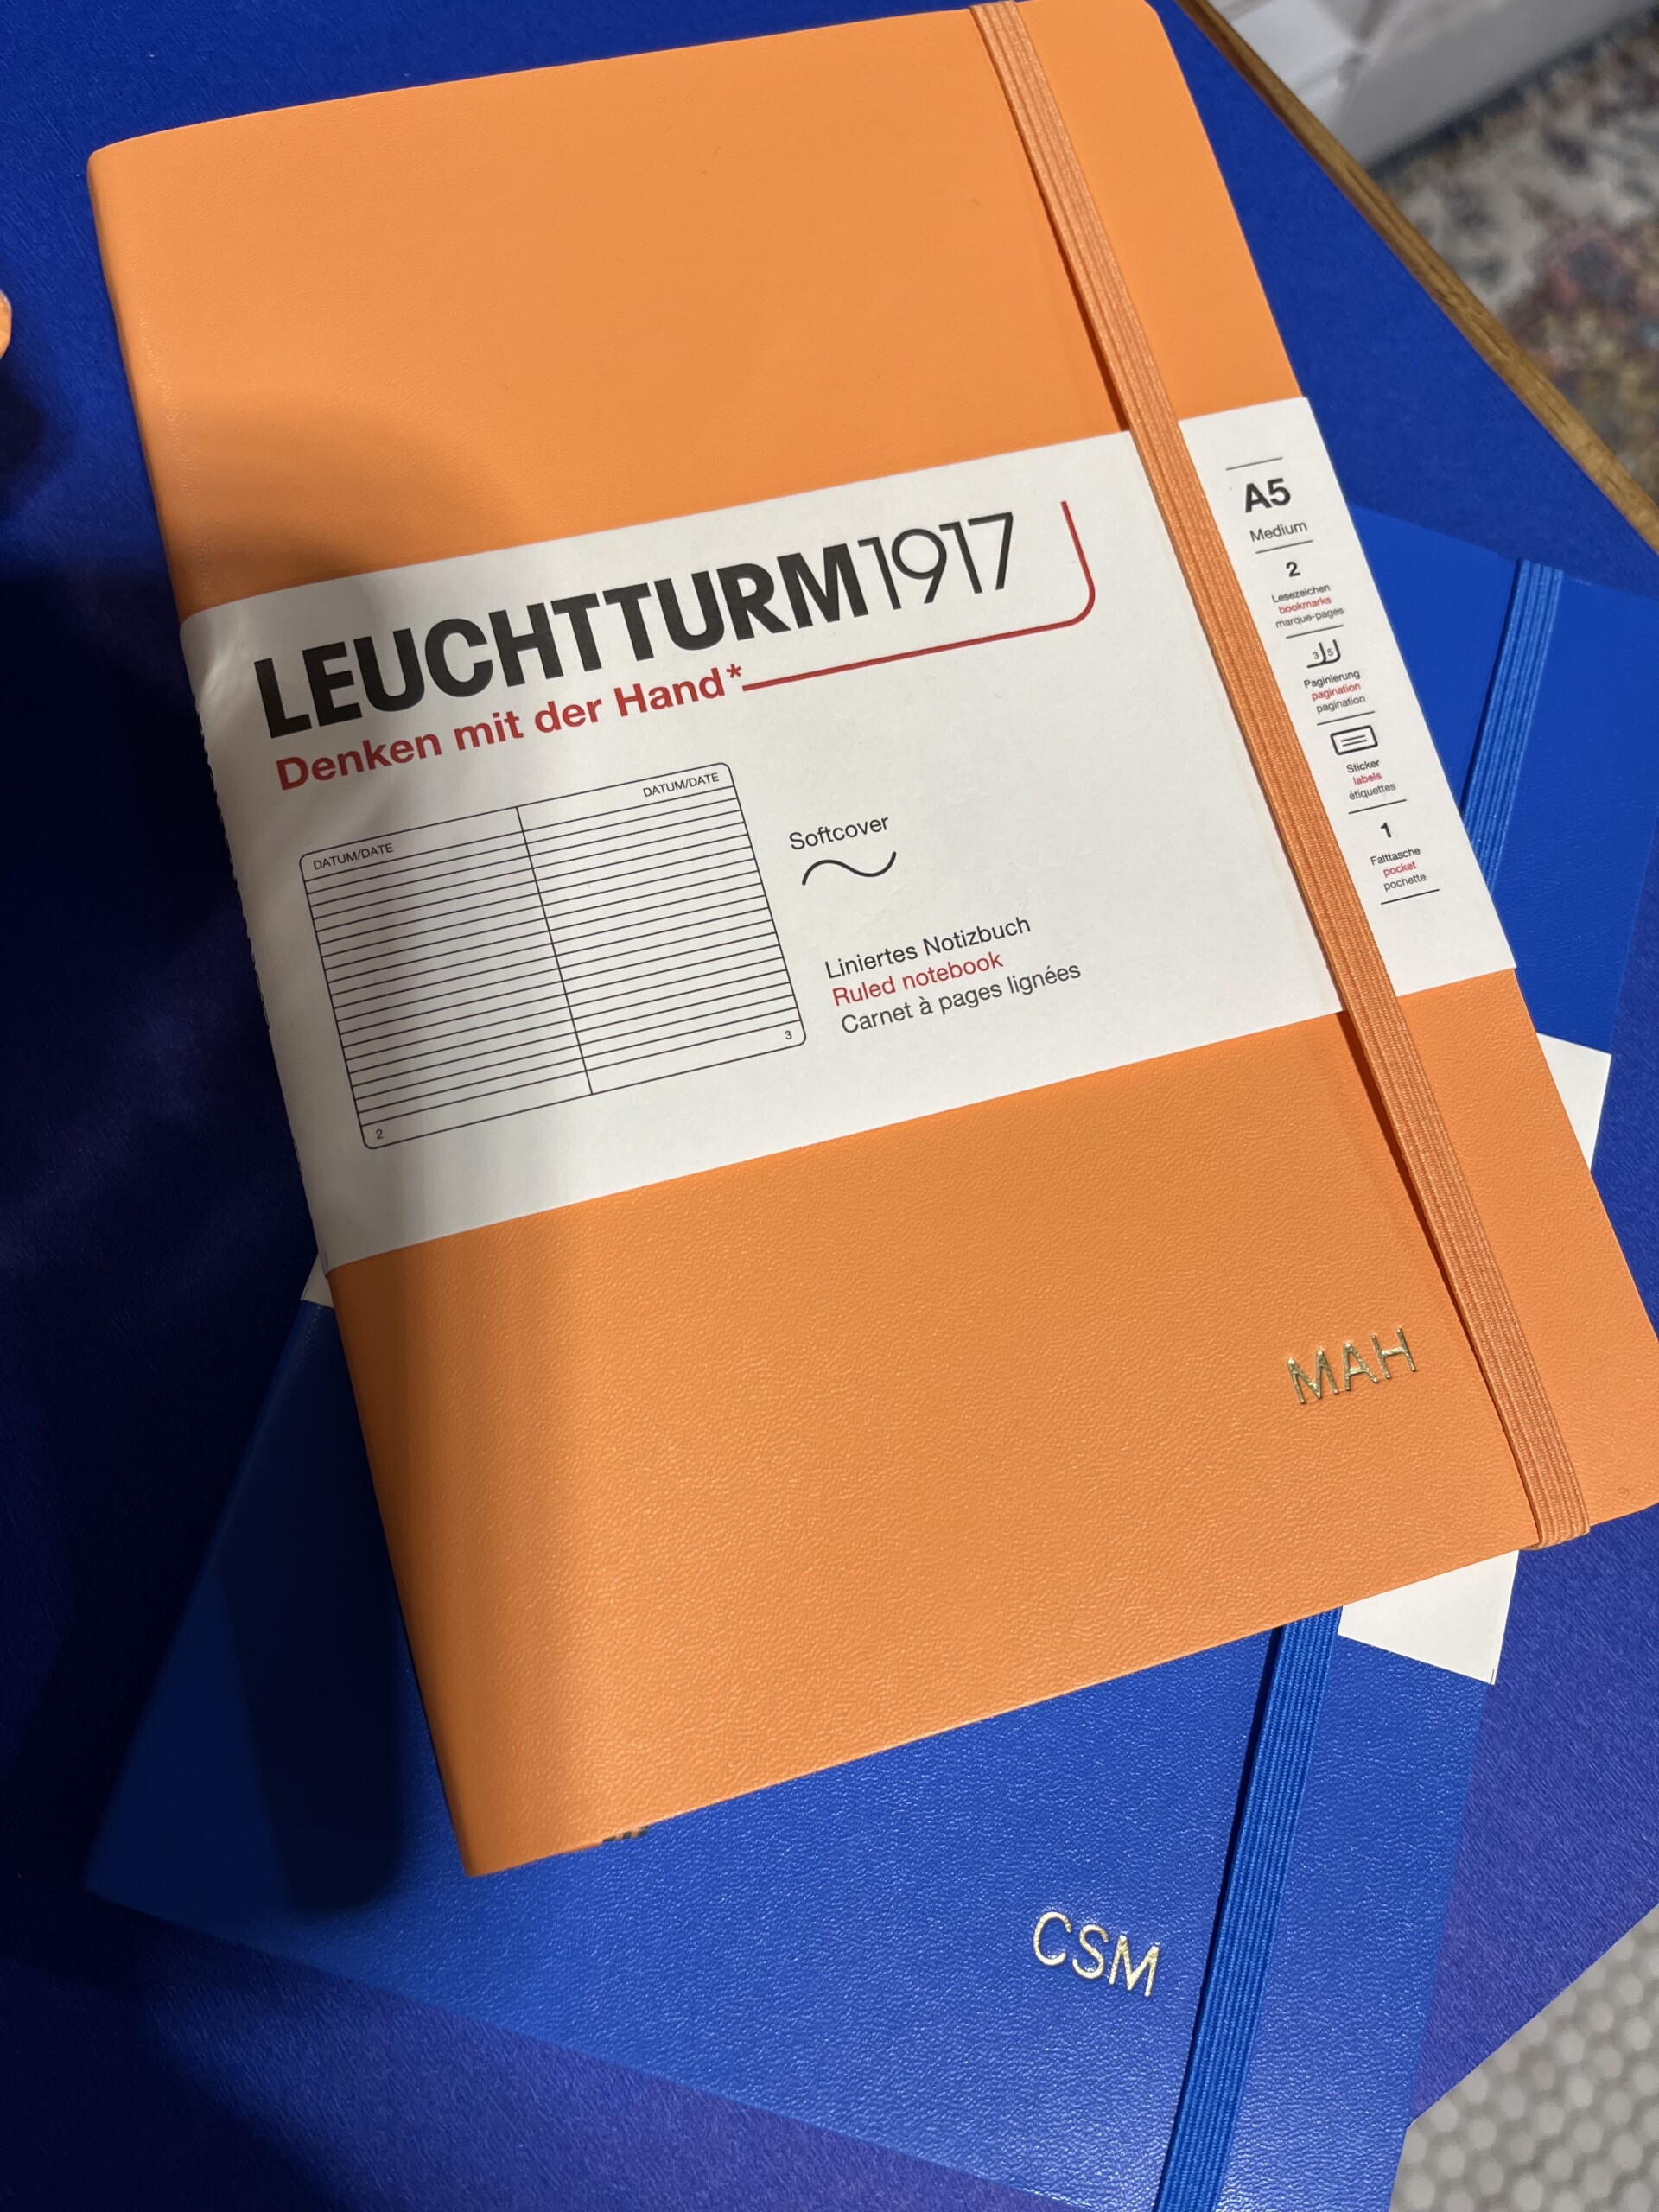 LEUCHTTURM1917
Denken mit der Hand*
DATUM/DATE
DATUM/DATE
2
3
Softcover
Liniertes Notizbuch
Ruled notebook
Carnet à pages lignées
A5
Medium
2
Lesezeichen
bookmarks
marque-pages
3 5
Paginierung
pagination
pagination
Sticker
labels
étiquettes
1
Falttasche
pocket
pochette
MAH
CSM